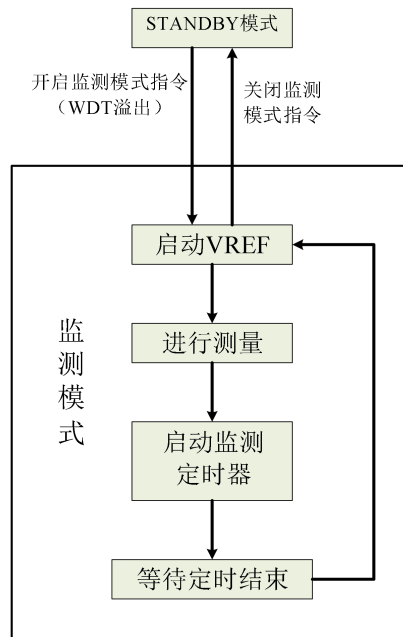 STANDBY模式
开启监测模式指令
（WDT溢出）
关闭监测
模式指令
启动VREF
进行测量
监测模式
启动监测
定时器
等待定时结束